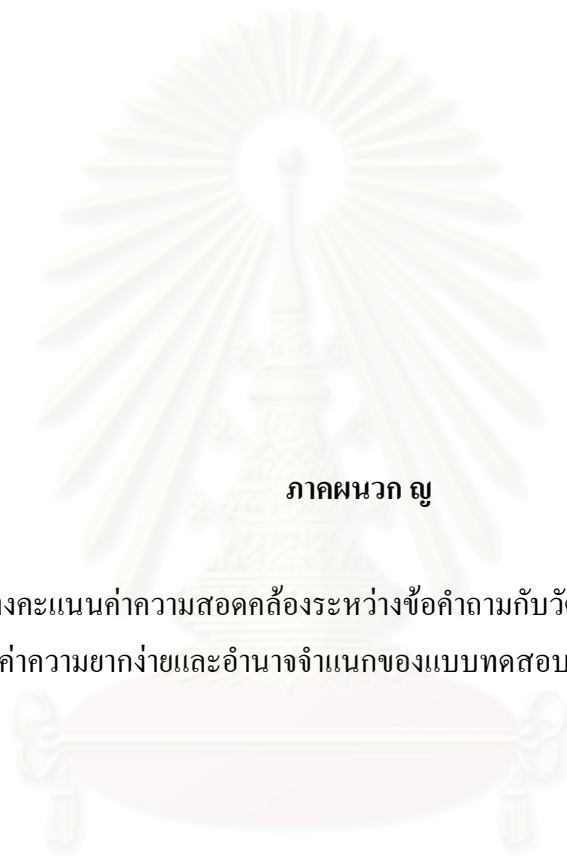 ภาคผนวก ญ
งคะแนนค่าความสอดคล้องระหว่างข้อคำถามกับวัต
ค่าความยากง่ายและอำนาจจำแนกของแบบทดสอบ